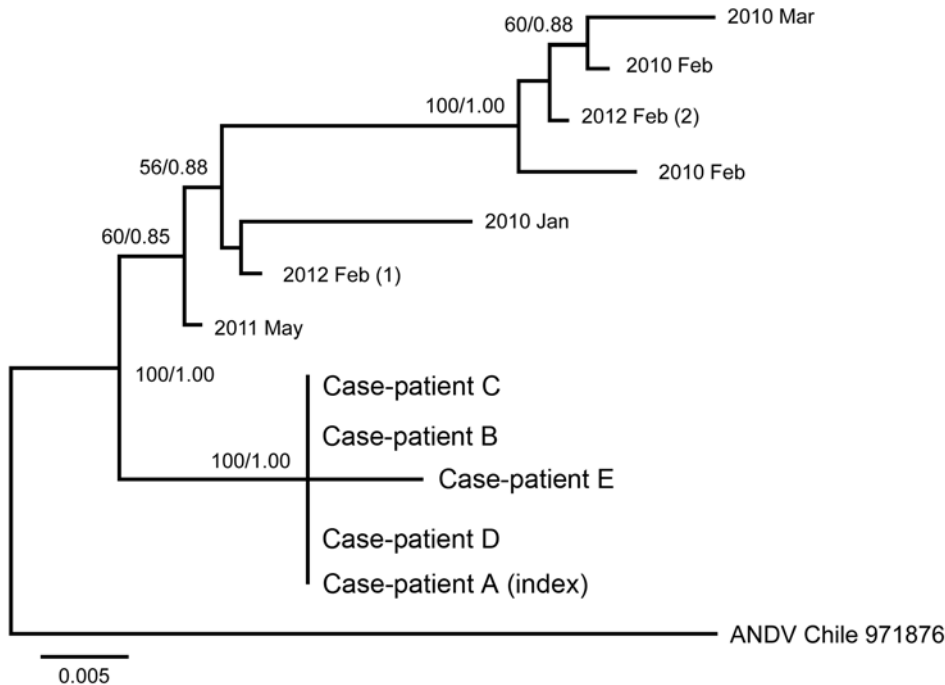 2010 Mar
60/0.88
2010 Feb
100/1.00
2012 Feb (2)
56/0.88
2010 Feb
2010 Jan
60/0.85
2012 Feb (1)
2011 May
100/1.00
Case-patient C
Case-patient B
100/1.00
Case-patient E
Case-patient D
Case-patient A (index)
ANDV Chile 971876
0.005